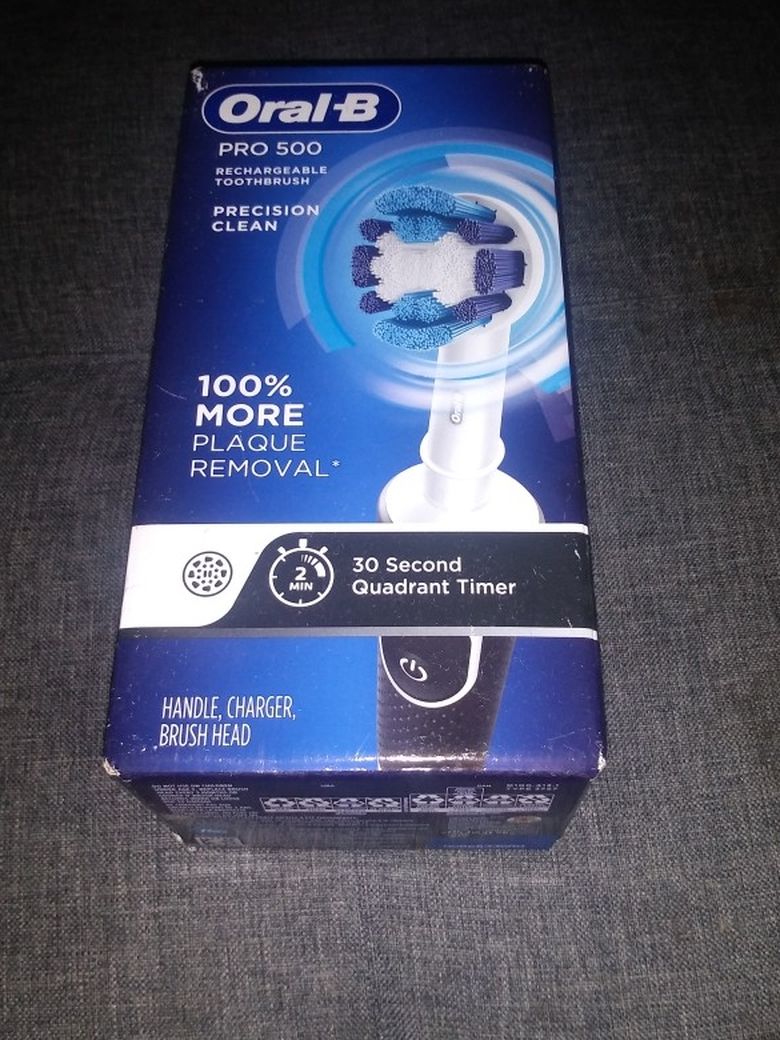 Oral-B
PRO 500
RECHARGEABLE
TOOTHBRUSH
PRECISION
CLEAN
Oral-B
100%
MORE
PLAQUE
REMOVAL*
2
MIN
30 Second
Quadrant Timer
HANDLE, CHARGER,
BRUSH HEAD